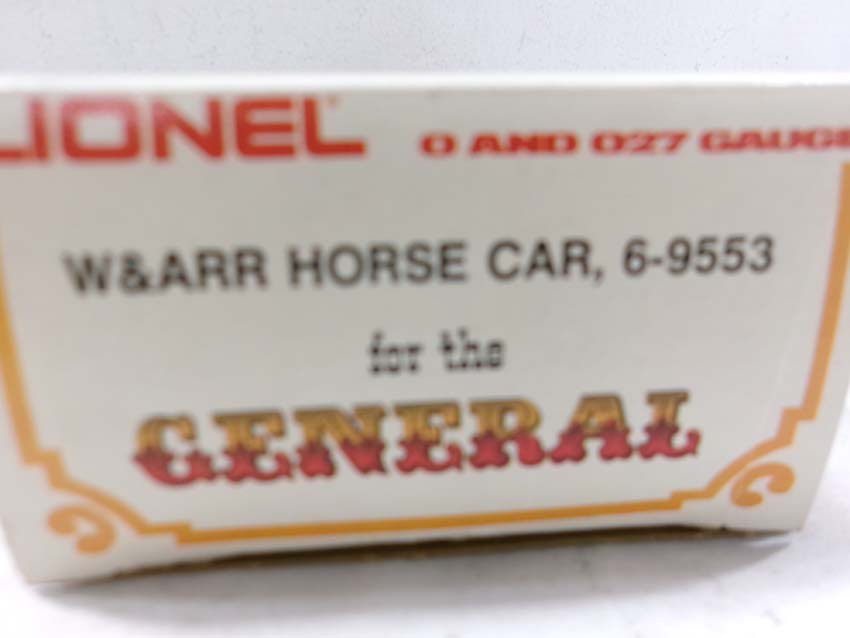 LIONEL O AND O27 GAUGE
W&ARR HORSE CAR, 6-9553
for the
GENERAL